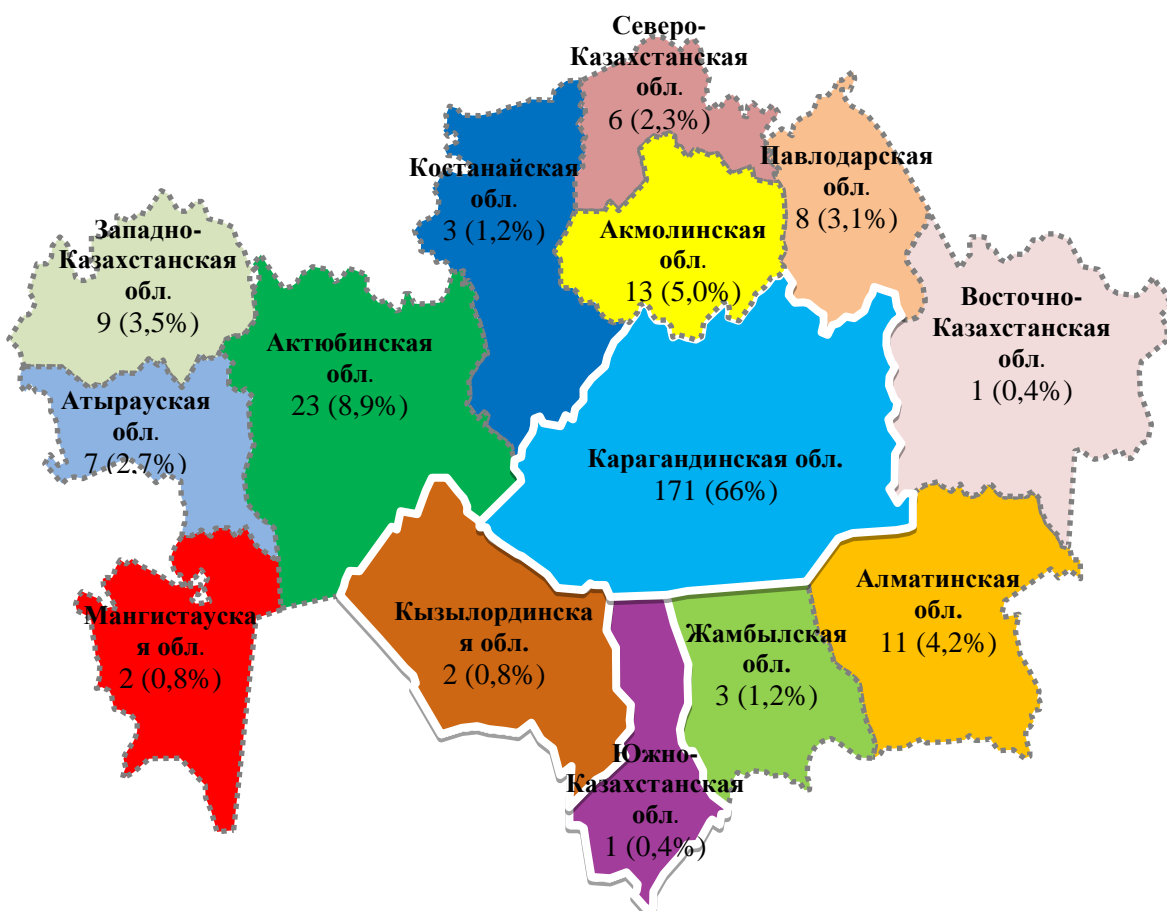 Северо-
Казахстанская
обл.
6 (2,3%)
Костанайская
обл.
3 (1,2%)
Павлодарская
обл.
8 (3,1%)
Западно-
Казахстанская
обл.
9 (3,5%)
Акмолинская
обл.
13 (5,0%)
Восточно-
Казахстанская
обл.
1 (0,4%)
Актюбинская
обл.
23 (8,9%)
Атырауская
обл.
7 (2,7%)
Карагандинская обл.
171 (66%)
Мангистауска
я обл.
2 (0,8%)
Кызылординска
я обл.
2 (0,8%)
Жамбылская
обл.
3 (1,2%)
Алматинская
обл.
11 (4,2%)
Южно-
Казахстанская
обл.
1 (0,4%)